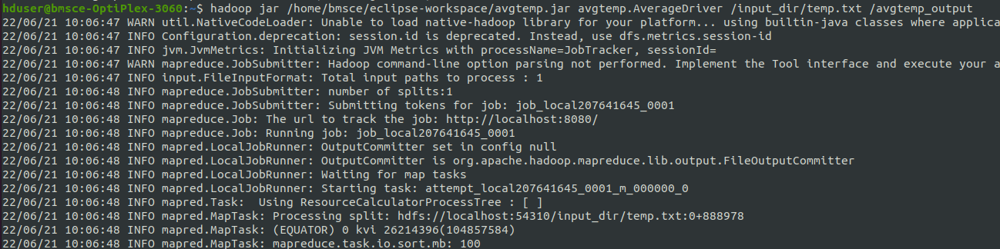 hduser@bmsce-OptiPlex-3060:~$ hadoop jar /home/bmsce/eclipse-workspace/avgtemp.jar avgtemp.AverageDriver /input_dir/temp.txt /avgtemp_output
22/06/21 10:06:47 WARN util.NativeCodeLoader: Unable to load native-hadoop library for your platform... using builtin-java classes where applica
22/06/21 10:06:47 INFO Configuration.deprecation: session.id is deprecated. Instead, use dfs.metrics.session-id
22/06/21 10:06:47 INFO jvm.JvmMetrics: Initializing JVM Metrics with processName=JobTracker, sessionId=
22/06/21 10:06:47 WARN mapreduce.JobSubmitter: Hadoop command-line option parsing not performed. Implement the Tool interface and execute your a
22/06/21 10:06:47 INFO input.FileInputFormat: Total input paths to process : 1
22/06/21 10:06:48 INFO mapreduce.JobSubmitter: number of splits:1
22/06/21 10:06:48 INFO mapreduce.JobSubmitter: Submitting tokens for job: job_local207641645_0001
22/06/21 10:06:48 INFO mapreduce.Job: The url to track the job: http://localhost:8080/
22/06/21 10:06:48 INFO mapreduce.Job: Running job: job_local207641645_0001
22/06/21 10:06:48 INFO mapred.LocalJobRunner: OutputCommitter set in config null
22/06/21 10:06:48 INFO mapred.LocalJobRunner: OutputCommitter is org.apache.hadoop.mapreduce.lib.output.FileOutputCommitter
22/06/21 10:06:48 INFO mapred.LocalJobRunner: Waiting for map tasks
22/06/21 10:06:48 INFO mapred.LocalJobRunner: Starting task: attempt_local207641645_0001_m_000000_0
22/06/21 10:06:48 INFO mapred.Task:  Using ResourceCalculatorProcessTree : [ ]
22/06/21 10:06:48 INFO mapred.MapTask: Processing split: hdfs://localhost:54310/input_dir/temp.txt:0+888978
22/06/21 10:06:48 INFO mapred.MapTask: (EQUATOR) 0 kvi 26214396(104857584)
22/06/21 10:06:48 INFO mapred.MapTask: mapreduce.task.io.sort.mb: 100